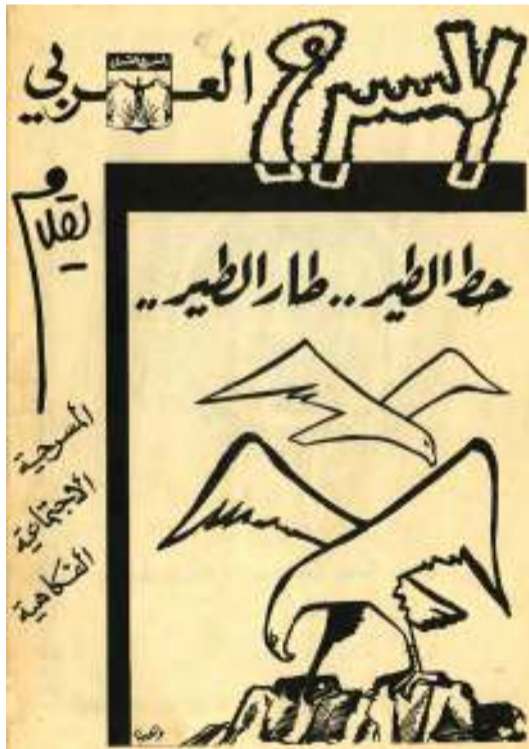 المسرح العربي
يقدم
حط الطير .. طار الطير ..
المسرحية
الاجتماعية
الفكاهية